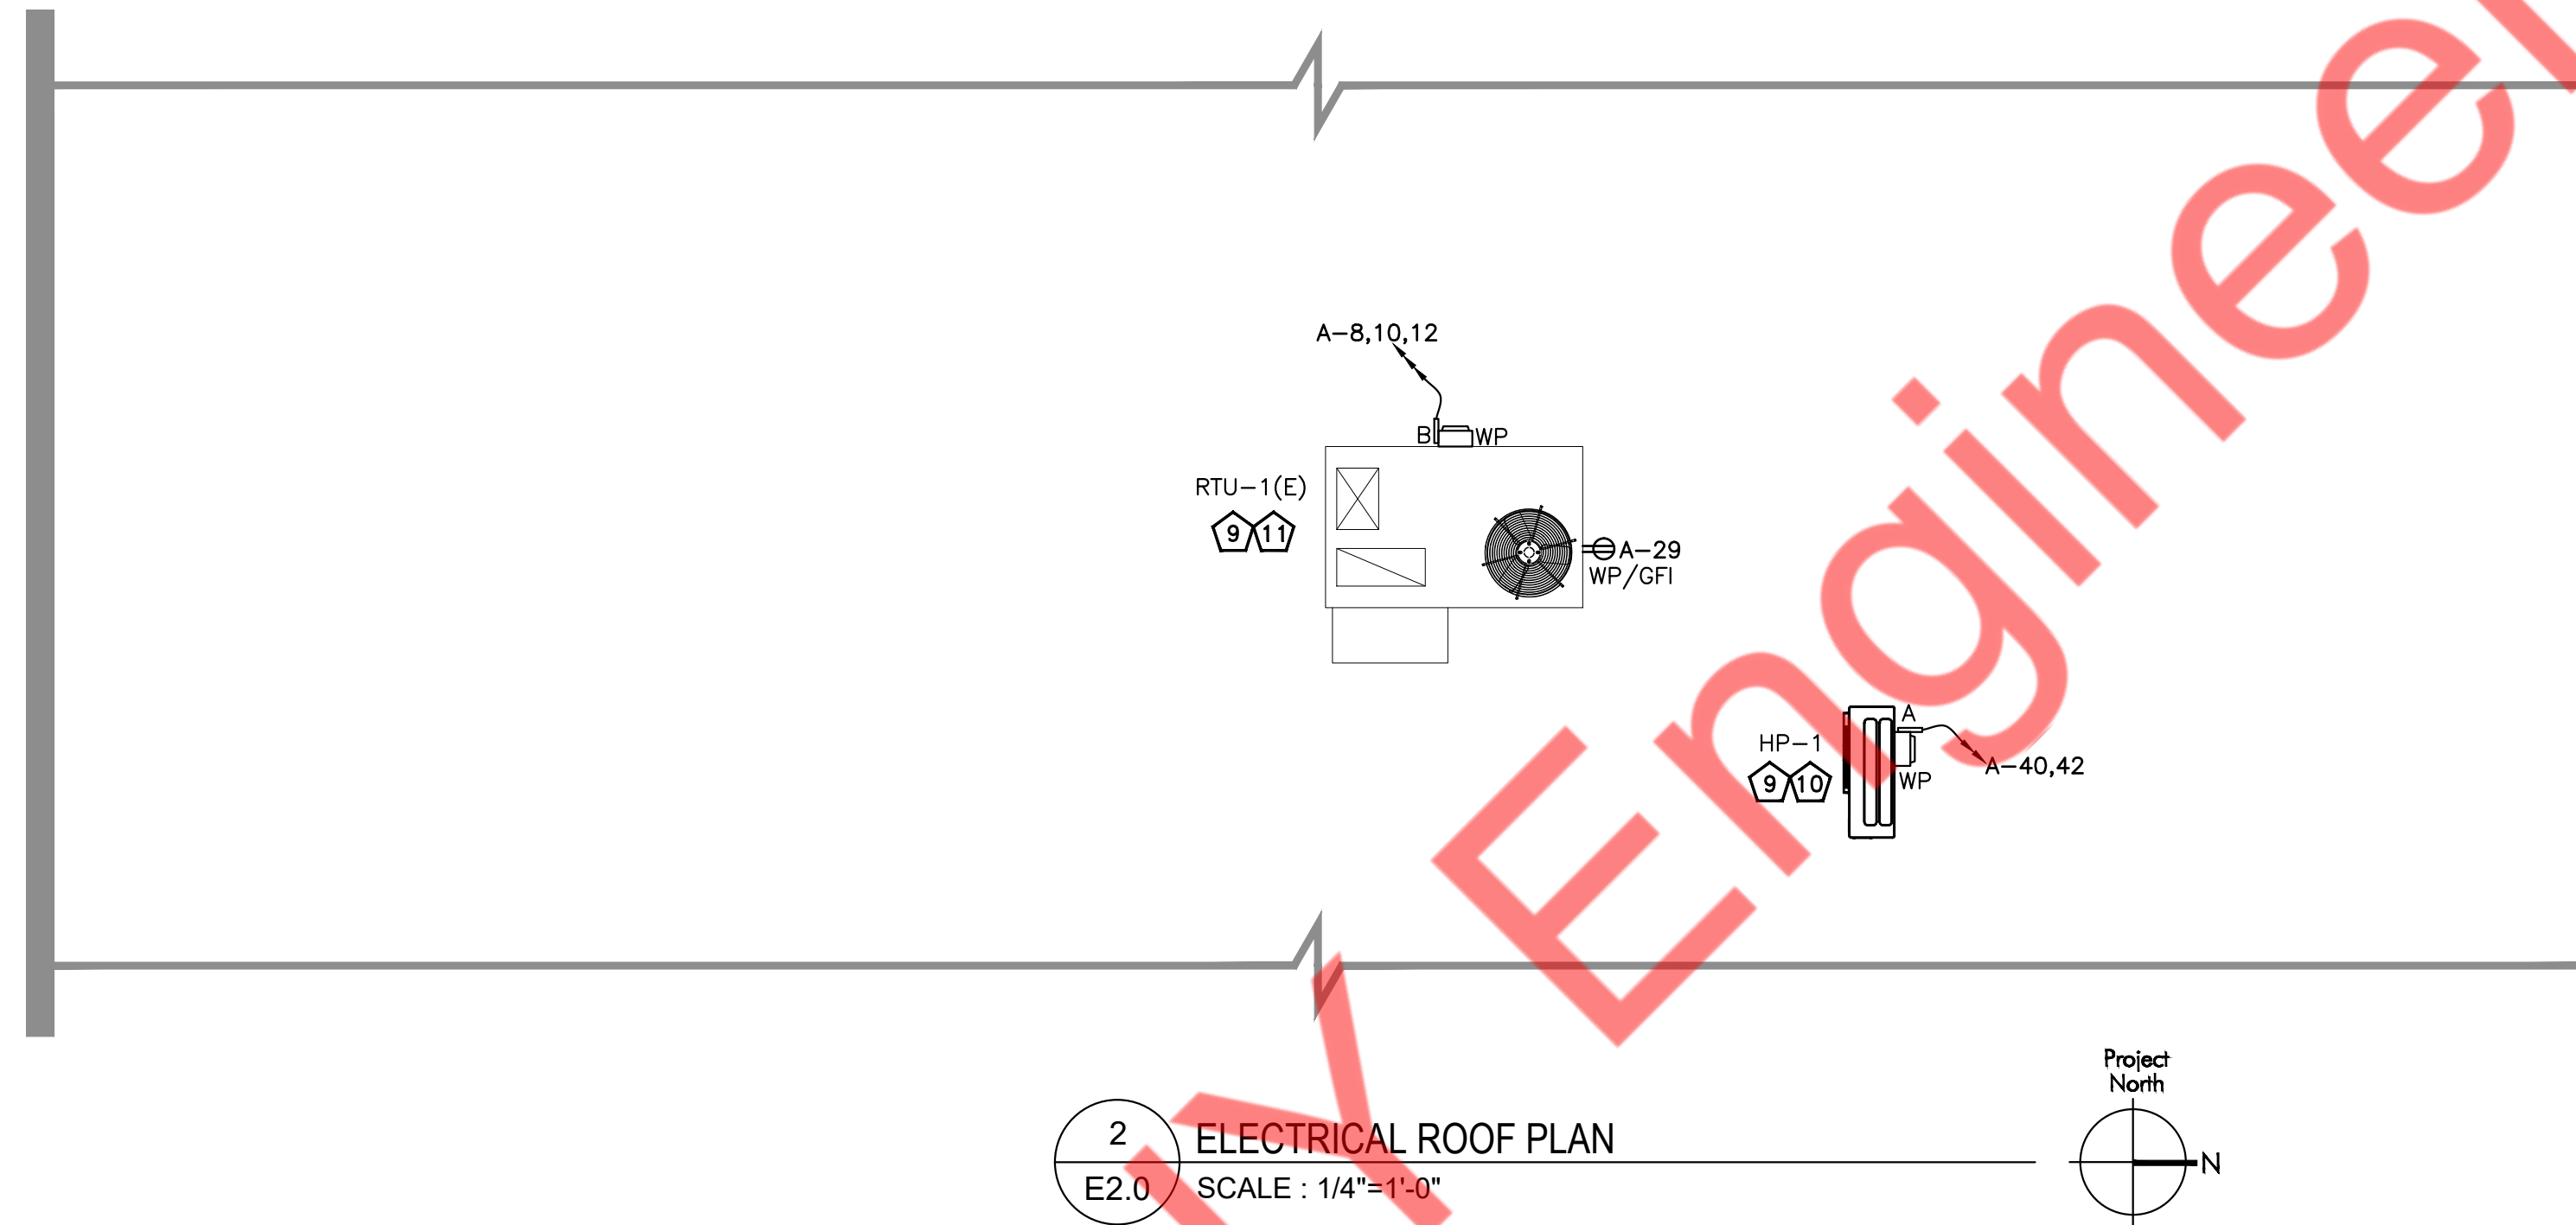 A-8,10,12
B WP
RTU-1(E)
9 11
A-29
WP/GFI
A
HP-1
9 10
WP
A-40,42
Project
North
N
2
E2.0
ELECTRICAL ROOF PLAN
SCALE : 1/4"=1'-0"
Y Engineer